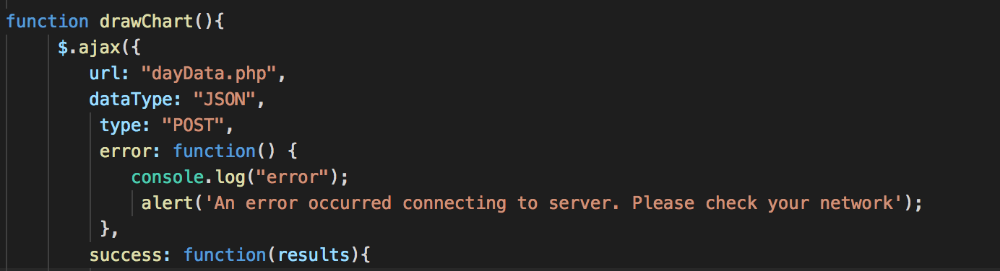 function drawChart(){
$.ajax({
url: "dayData.php",
dataType: "JSON",
type: "POST",
error: function() {
console.log("error");
alert('An error occurred connecting to server. Please check your network');
},
success: function(results){